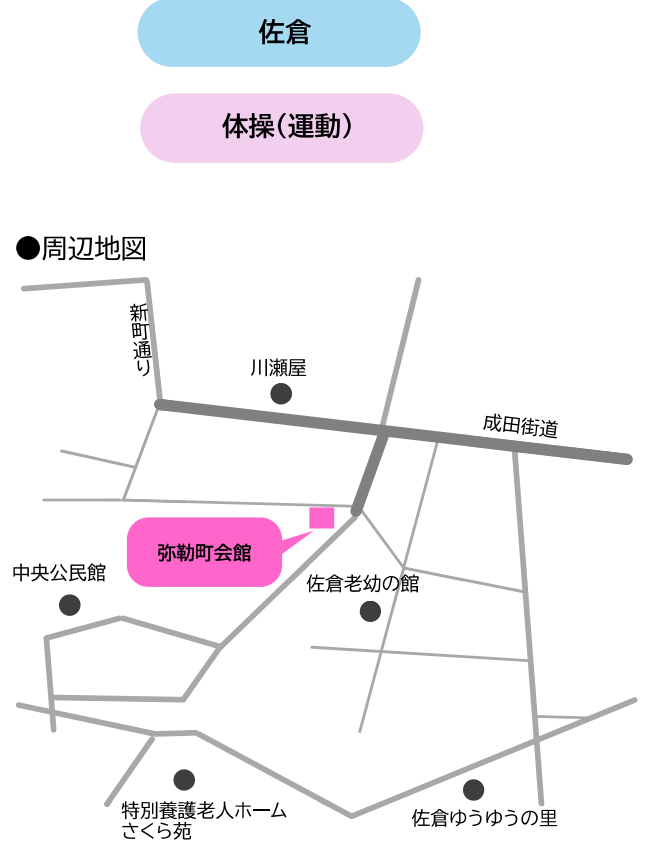 佐倉
体操(運動)
●周辺地図
新町通り
川瀬屋
成田街道
弥勒町会館
中央公民館
佐倉老幼の館
特別養護老人ホーム
さくら苑
佐倉ゆうゆうの里